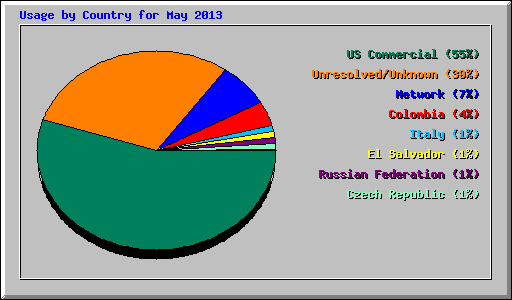 Usage by Country for May 2013
US Commercial (55%)
Unresolved/Unknown (30%)
Network (7%)
Colombia (4%)
Italy (1%)
El Salvador (1%)
Russian Federation (1%)
Czech Republic (1%)